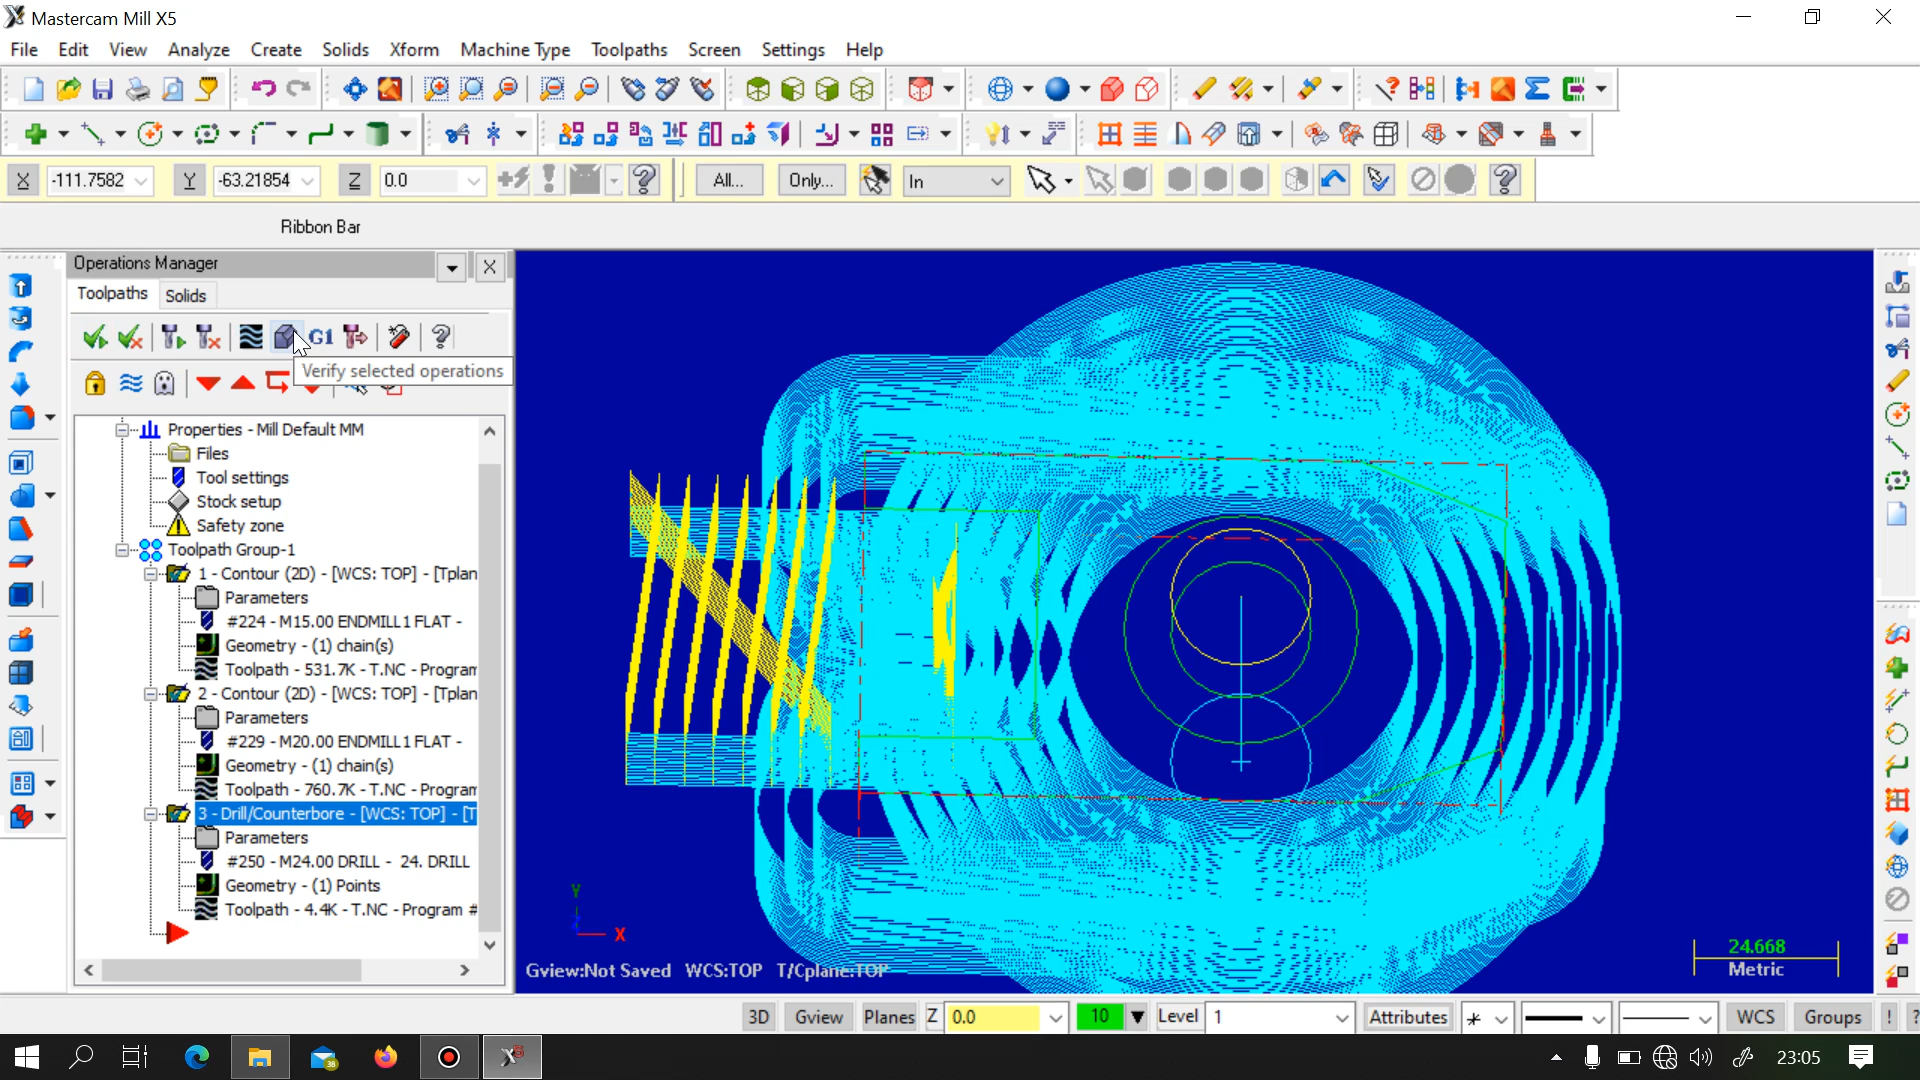 Mastercam Mill X5
File Edit View Analyze Create Solids Xform Machine Type Toolpaths Screen Settings Help
X -111.7582 Y -63.21854 Z 0.0 All... Only... In
Ribbon Bar
Operations Manager
Toolpaths Solids
G1
Verify selected operations
Properties - Mill Default MM
Files
Tool settings
Stock setup
Safety zone
Toolpath Group-1
1 - Contour (2D) - [WCS: TOP] - [Tplan
Parameters
#224 - M15.00 ENDMILL1 FLAT -
Geometry - (1) chain(s)
Toolpath - 531.7K - T.NC - Program
2 - Contour (2D) - [WCS: TOP] - [Tplan
Parameters
#229 - M20.00 ENDMILL1 FLAT -
Geometry - (1) chain(s)
Toolpath - 760.7K - T.NC - Program
3 - Drill/Counterbore - [WCS: TOP] - [T
Parameters
#250 - M24.00 DRILL - 24. DRILL
Geometry - (1) Points
Toolpath - 4.4K - T.NC - Program #
Y
X
Gview:Not Saved WCS:TOP T/Cplane:TOP
24.668
Metric
3D Gview Planes Z 0.0 10 Level 1 Attributes WCS Groups ! ?
38
X5
23:05